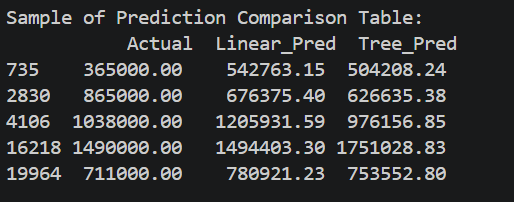 Sample of Prediction Comparison Table:
Actual Linear_Pred Tree_Pred
735 365000.00 542763.15 504208.24
2830 865000.00 676375.40 626635.38
4106 1038000.00 1205931.59 976156.85
16218 1490000.00 1494403.30 1751028.83
19964 711000.00 780921.23 753552.80